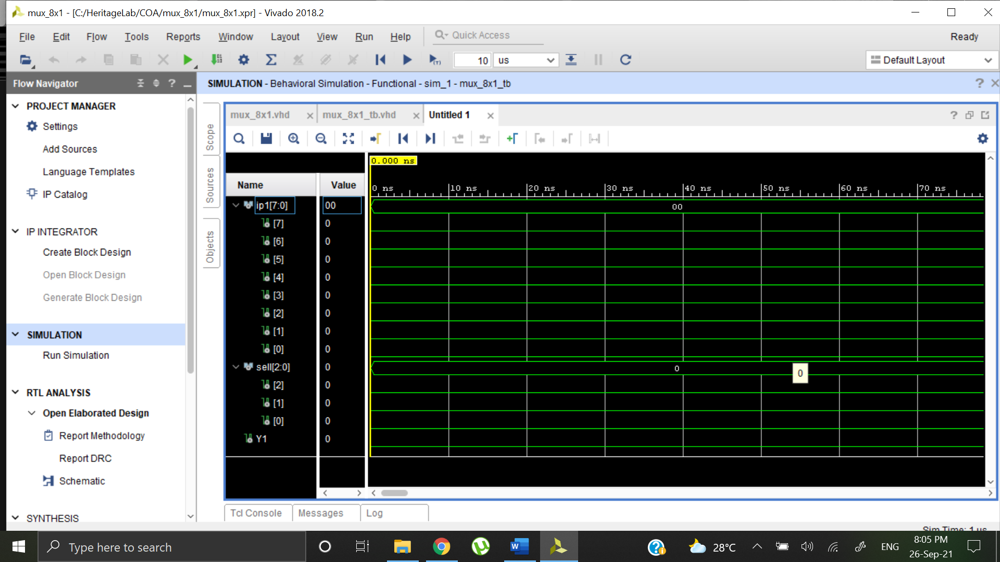 mux_8x1 - [C:/HeritageLab/COA/mux_8x1/mux_8x1.xpr] - Vivado 2018.2
File Edit Flow Tools Reports Window Layout View Run Help Quick Access Ready
10 us Default Layout
Flow Navigator
SIMULATION - Behavioral Simulation - Functional - sim_1 - mux_8x1_tb
PROJECT MANAGER
Settings
Add Sources
Language Templates
IP Catalog
IP INTEGRATOR
Create Block Design
Open Block Design
Generate Block Design
SIMULATION
Run Simulation
RTL ANALYSIS
Open Elaborated Design
Report Methodology
Report DRC
Schematic
SYNTHESIS
Scope
Sources
Objects
mux_8x1.vhd mux_8x1_tb.vhd Untitled 1
0.000 ns
Name Value
0 ns 10 ns 20 ns 30 ns 40 ns 50 ns 60 ns 70 ns
ip1[7:0] 00 00
[7] 0
[6] 0
[5] 0
[4] 0
[3] 0
[2] 0
[1] 0
[0] 0
sell[2:0] 0 0 0
[2] 0
[1] 0
[0] 0
Y1 0
Tcl Console Messages Log
Sim Time: 1 us
Type here to search
28°C
ENG
8:05 PM
26-Sep-21